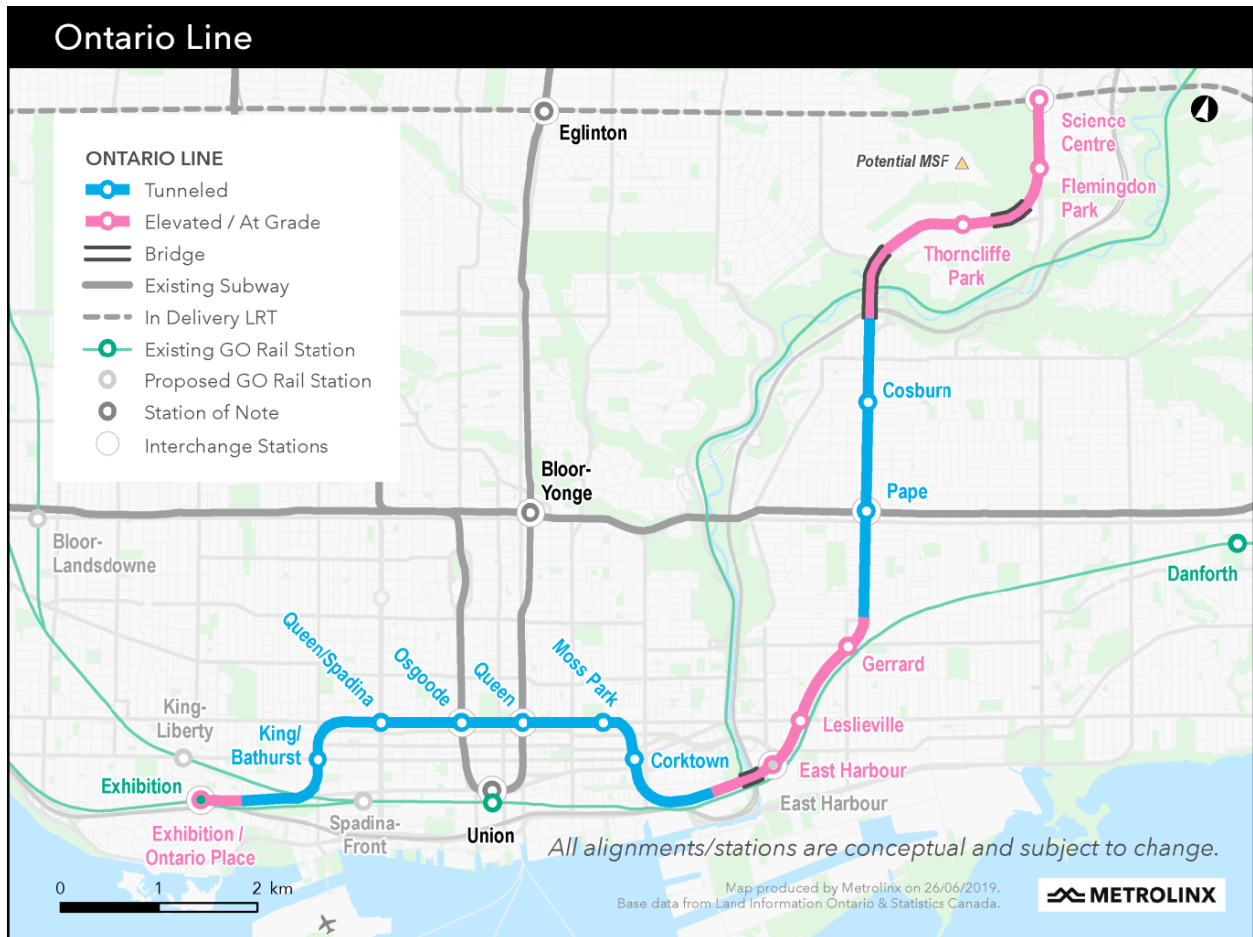 Ontario Line
ONTARIO LINE
Tunneled
Elevated / At Grade
Bridge
Existing Subway
In Delivery LRT
Existing GO Rail Station
Proposed GO Rail Station
Station of Note
Interchange Stations
Eglinton
Potential MSF
Science
Centre
Flemingdon
Park
Thorncliffe
Park
Cosburn
Bloor-
Yonge
Pape
Bloor-
Landsdowne
Danforth
Queen/Spadina
Osgoode
Queen
Moss Park
Gerrard
King-
Liberty
King/
Bathurst
Leslieville
Corktown
East Harbour
Exhibition
East Harbour
Exhibition /
Ontario Place
Spadina-
Front
Union
All alignments/stations are conceptual and subject to change.
0 1 2 km
Map produced by Metrolinx on 26/06/2019.
Base data from Land Information Ontario & Statistics Canada.
METROLINX